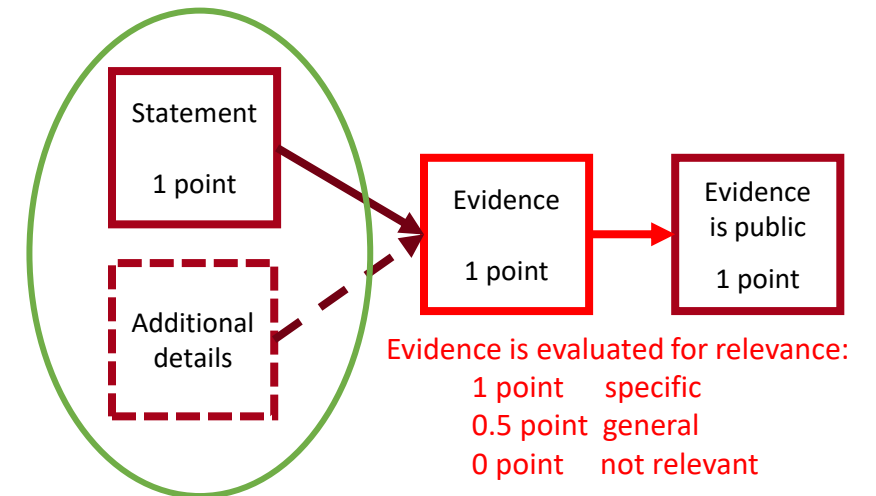 Statement
1 point
Additional
details
Evidence
1 point
Evidence
is public
1 point
Evidence is evaluated for relevance:
1 point specific
0.5 point general
0 point not relevant